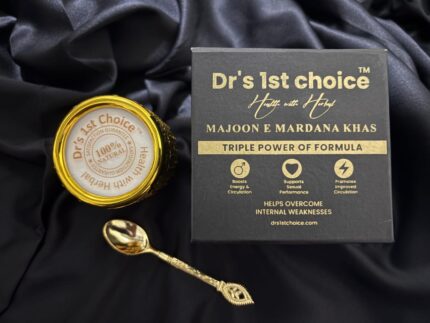 Dr's 1st Choice™
100%
NATURAL
Health with Herbal
Dr's 1st choice™
Health with Herbal
MAJOON E MARDANA KHAS
TRIPLE POWER OF FORMULA
Boosts
Energy &
Circulation
Supports
Sexual
Performance
Promotes
Improved
Circulation
HELPS OVERCOME
INTERNAL WEAKNESSES
drs1stchoice.com